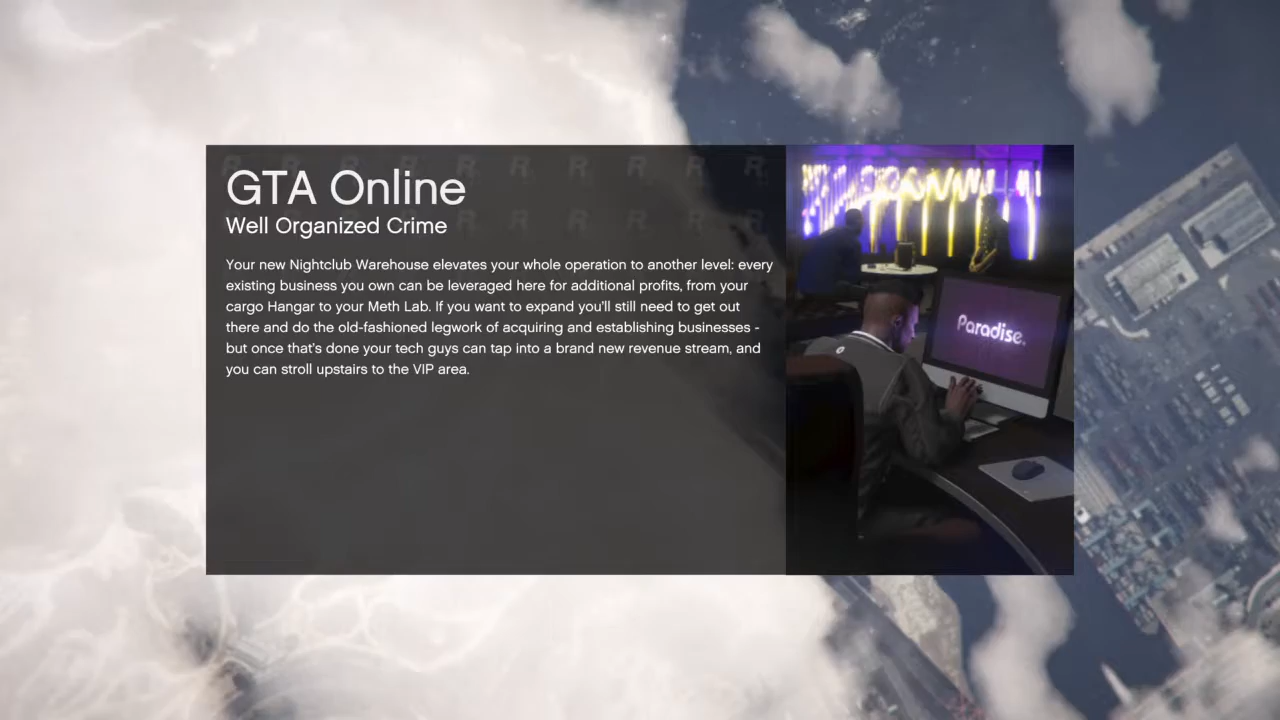 GTA Online
Well Organized Crime
Your new Nightclub Warehouse elevates your whole operation to another level: every
existing business you own can be leveraged here for additional profits, from your
cargo Hangar to your Meth Lab. If you want to expand you'll still need to get out
there and do the old-fashioned legwork of acquiring and establishing businesses -
but once that's done your tech guys can tap into a brand new revenue stream, and
you can stroll upstairs to the VIP area.
Paradise.